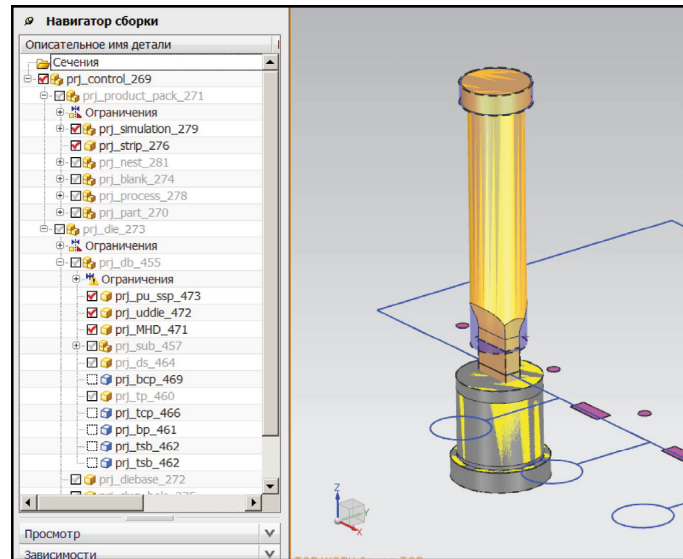 Навигатор сборки
Описательное имя детали
Сечения
prj_control_269
prj_product_pack_271
Ограничения
prj_simulation_279
prj_strip_276
prj_nest_281
prj_blank_274
prj_process_278
prj_part_270
prj_die_273
Ограничения
prj_db_455
Ограничения
prj_pu_ssp_473
prj_uddie_472
prj_MHD_471
prj_sub_457
prj_ds_464
prj_bcp_469
prj_tp_460
prj_tcp_466
prj_bp_461
prj_tsb_462
prj_tsb_462
prj_diebase_272
Просмотр
Зависимости
Z
Y
X